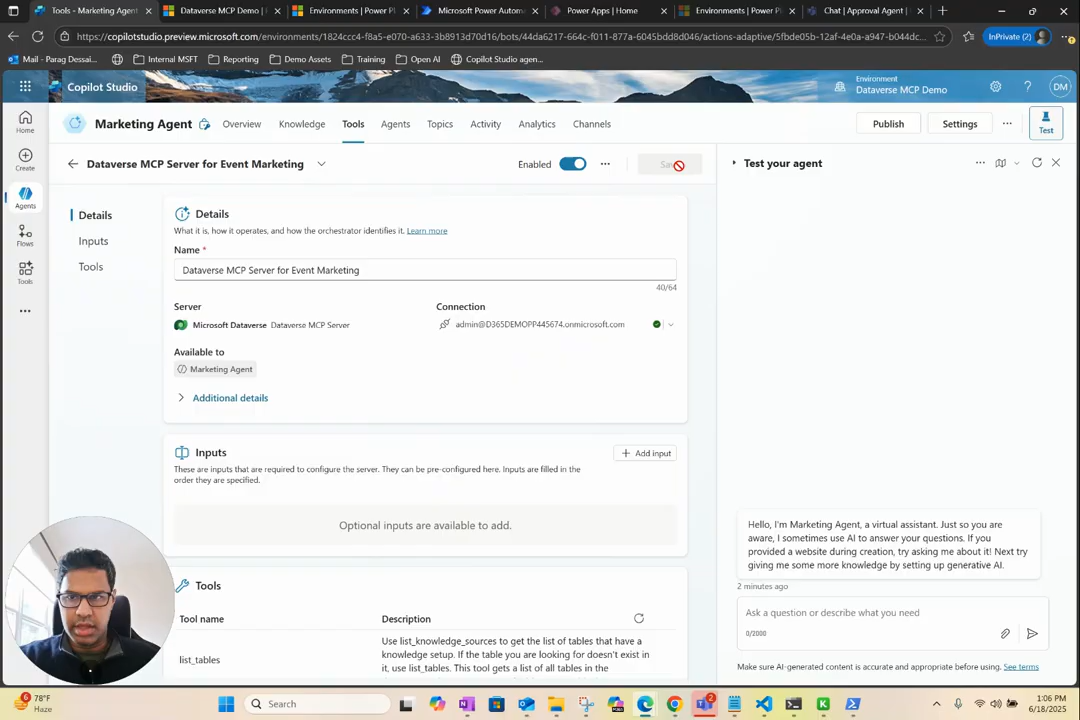 Tools - Marketing Agent
Dataverse MCP Demo |
Environments | Power Pl
Microsoft Power Automa
Power Apps | Home
Environments | Power Pl
Chat | Approval Agent |
https://copilotstudio.preview.microsoft.com/environments/1824ccc4-f8a5-e070-a633-3b8913d70d16/bots/44da6217-664c-f011-877a-6045bdd8d046/actions-adaptive/5fbde05b-12af-4e0a-a947-b044dc...
InPrivate (2)
Mail - Parag Dessai...
Internal MSFT
Reporting
Demo Assets
Training
Open AI
Copilot Studio agen...
Copilot Studio
Environment
Dataverse MCP Demo
DM
Home
Create
Agents
Flows
Tools
Marketing Agent
Overview
Knowledge
Tools
Agents
Topics
Activity
Analytics
Channels
Publish
Settings
Test
Dataverse MCP Server for Event Marketing
Enabled
Details
Inputs
Tools
Details
What it is, how it operates, and how the orchestrator identifies it. Learn more
Name *
Dataverse MCP Server for Event Marketing
40/64
Server
Connection
Microsoft Dataverse Dataverse MCP Server
admin@D365DEMOPP445674.onmicrosoft.com
Available to
Marketing Agent
Additional details
Inputs
Add input
These are inputs that are required to configure the server. They can be pre-configured here. Inputs are filled in the
order they are specified.
Optional inputs are available to add.
Tools
Tool name
Description
list_tables
Use list_knowledge_sources to get the list of tables that have a
knowledge setup. If the table you are looking for doesn't exist in
it, use list_tables. This tool gets a list of all tables in the
Test your agent
Hello, I'm Marketing Agent, a virtual assistant. Just so you are
aware, I sometimes use AI to answer your questions. If you
provided a website during creation, try asking me about it! Next try
giving me some more knowledge by setting up generative AI.
2 minutes ago
Ask a question or describe what you need
0/2000
Make sure AI-generated content is accurate and appropriate before using. See terms
78°F
Haze
Search
2
1:06 PM
6/18/2025